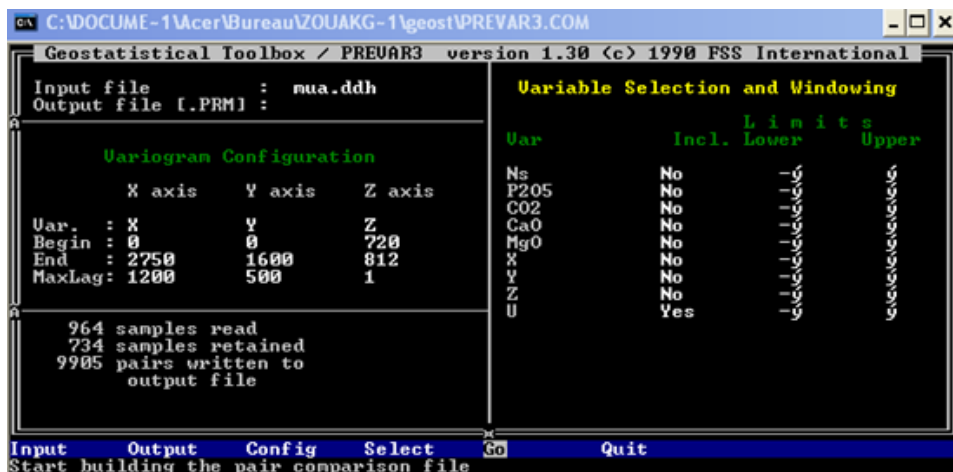 C:\DOCUME~1\Acer\Bureau\ZOUAKG~1\geost\PREVAR3.COM
Geostatistical Toolbox / PREVAR3 version 1.30 (c) 1990 FSS International
Input file : mua.ddh
Output file [.PRM] :
Variogram Configuration
X axis Y axis Z axis
Var. : X Y Z
Begin : 0 0 720
End : 2750 1600 812
MaxLag: 1200 500 1
964 samples read
734 samples retained
9905 pairs written to
output file
Variable Selection and Windowing
L i m i t s
Var Incl. Lower Upper
Ns No -ý ý
P2O5 No -ý ý
CO2 No -ý ý
CaO No -ý ý
MgO No -ý ý
X No -ý ý
Y No -ý ý
Z No -ý ý
U Yes -ý ý
Input Output Config Select Go Quit
Start building the pair comparison file